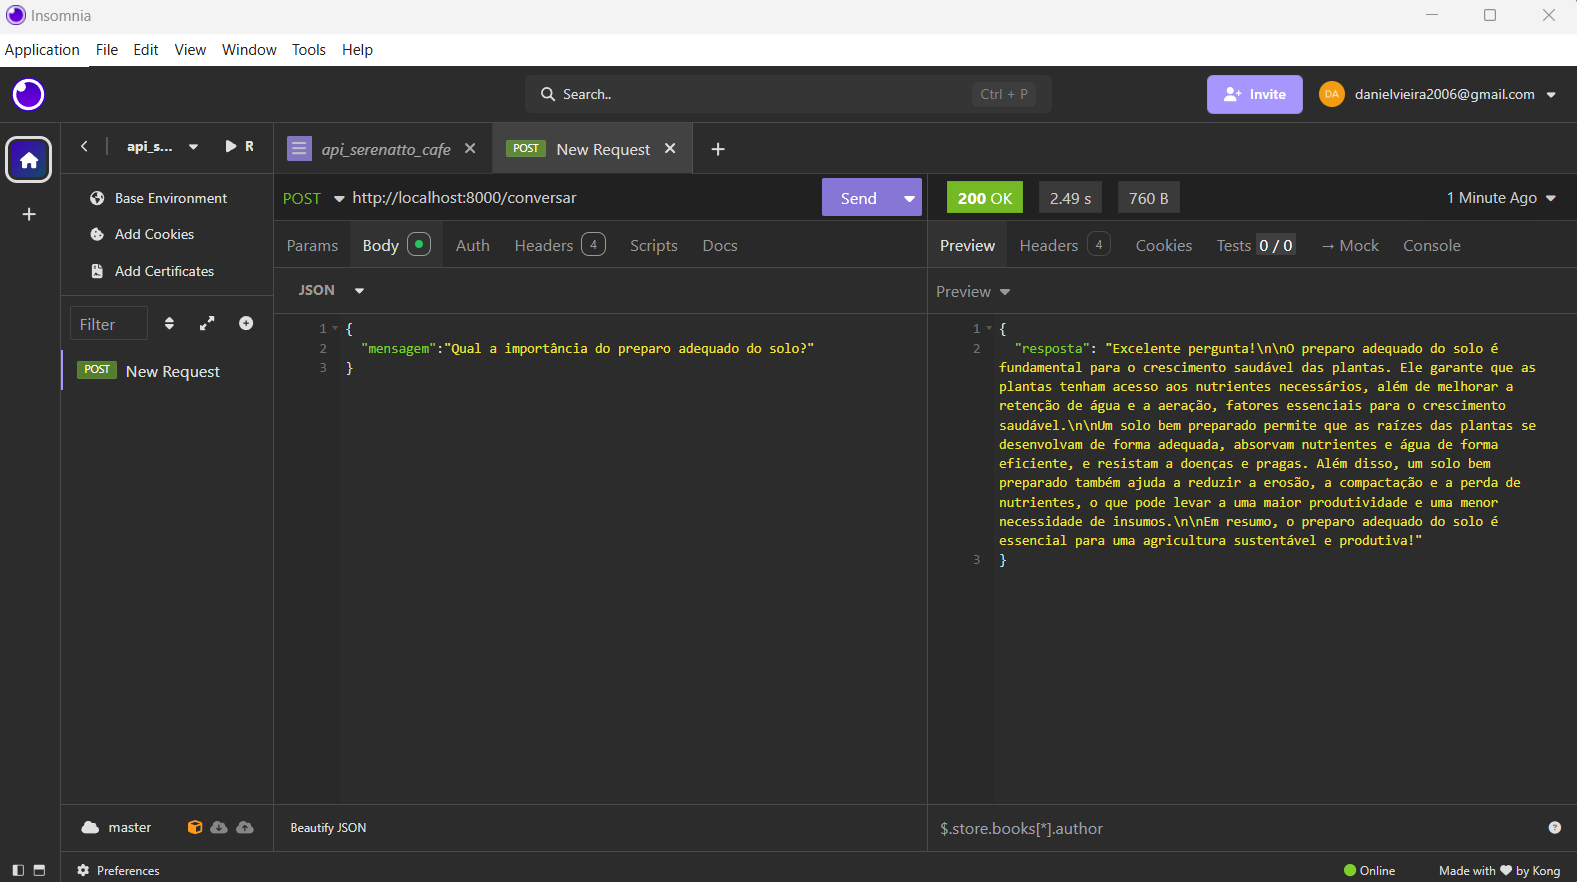 Insomnia
Application File Edit View Window Tools Help
Search.. Ctrl + P
Invite
DA danielvieira2006@gmail.com
api_s... R
api_serenatto_cafe
POST New Request
Base Environment
Add Cookies
Add Certificates
Filter
POST New Request
POST http://localhost:8000/conversar Send
200 OK 2.49 s 760 B 1 Minute Ago
Params Body Auth Headers 4 Scripts Docs
Preview Headers 4 Cookies Tests 0 / 0 → Mock Console
JSON
1 {
2 "mensagem":"Qual a importância do preparo adequado do solo?"
3 }
Preview
1 {
2 "resposta": "Excelente pergunta!\n\nO preparo adequado do solo é
fundamental para o crescimento saudável das plantas. Ele garante que as
plantas tenham acesso aos nutrientes necessários, além de melhorar a
retenção de água e a aeração, fatores essenciais para o crescimento
saudável.\n\nUm solo bem preparado permite que as raízes das plantas se
desenvolvam de forma adequada, absorvam nutrientes e água de forma
eficiente, e resistam a doenças e pragas. Além disso, um solo bem
preparado também ajuda a reduzir a erosão, a compactação e a perda de
nutrientes, o que pode levar a uma maior produtividade e uma menor
necessidade de insumos.\n\nEm resumo, o preparo adequado do solo é
essencial para uma agricultura sustentável e produtiva!"
3 }
master
Beautify JSON
$.store.books[*].author
Preferences
Online
Made with ♥ by Kong